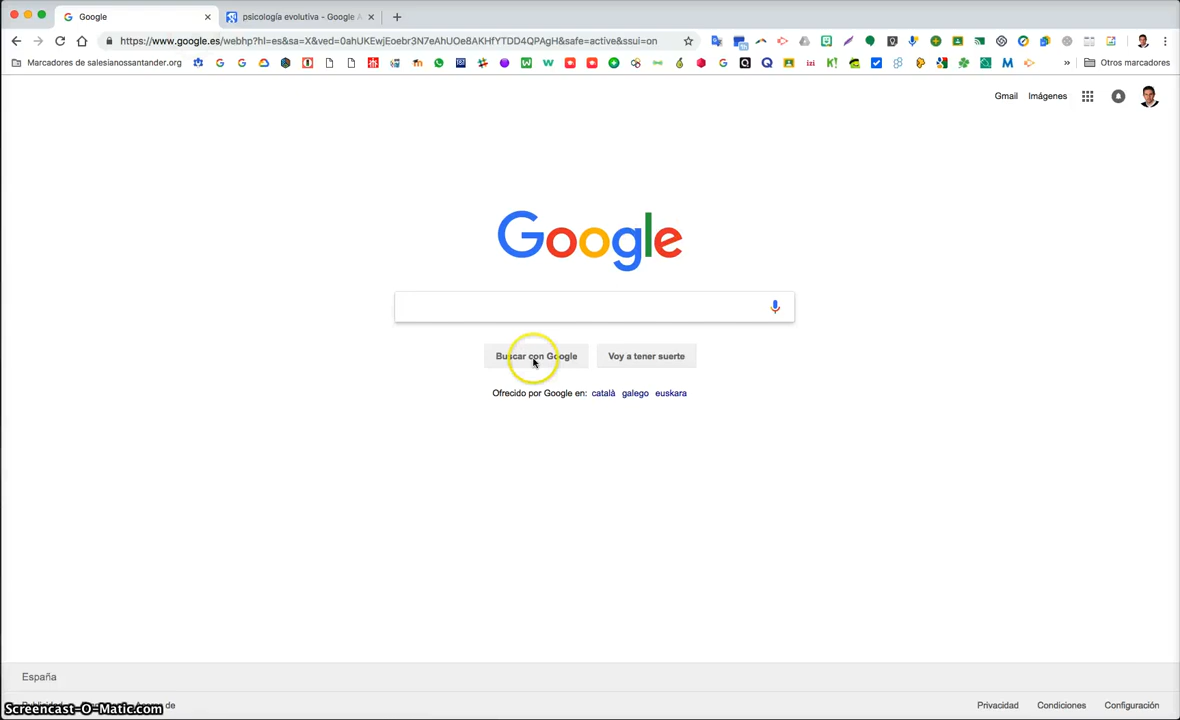 Google
psicología evolutiva - Google A
https://www.google.es/webhp?hl=es&sa=X&ved=0ahUKEwjEoebr3N7eAhUOe8AKHfYTDD4QPAgH&safe=active&ssui=on
Marcadores de salesianossantander.org
izi
K!
» Otros marcadores
Gmail Imágenes
Google
Buscar con Google Voy a tener suerte
Ofrecido por Google en: català galego euskara
España
Privacidad Condiciones Configuración
Screencast-O-Matic.com